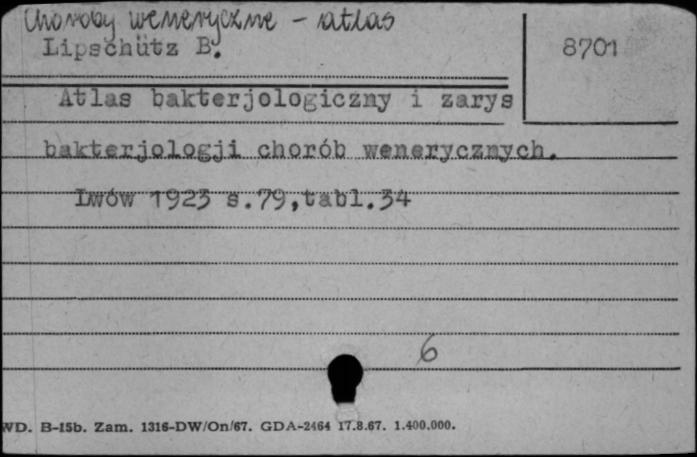 Choroby weneryczne - atlas
Lipschütz B.
8701
Atlas bakterjologiczny i zarys
bakterjologji chorób wenerycznych.
Lwów 1923 s.79,tabl.34
6
WD. B-15b. Zam. 1316-DW/On/67. GDA-2464 17.8.67. 1.400.000.